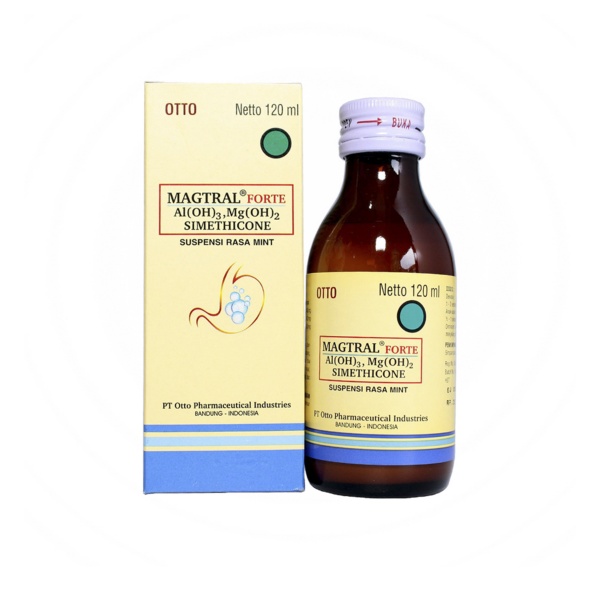 OTTO Netto 120 ml
MAGTRAL® FORTE
Al(OH)₃,Mg(OH)₂
SIMETHICONE
SUSPENSI RASA MINT
PT Otto Pharmaceutical Industries
BANDUNG - INDONESIA
BUKA
OTTO Netto 120 ml
MAGTRAL® FORTE
Al(OH)₃, Mg(OH)₂
SIMETHICONE
SUSPENSI RASA MINT
PT Otto Pharmaceutical Industries
BANDUNG - INDONESIA